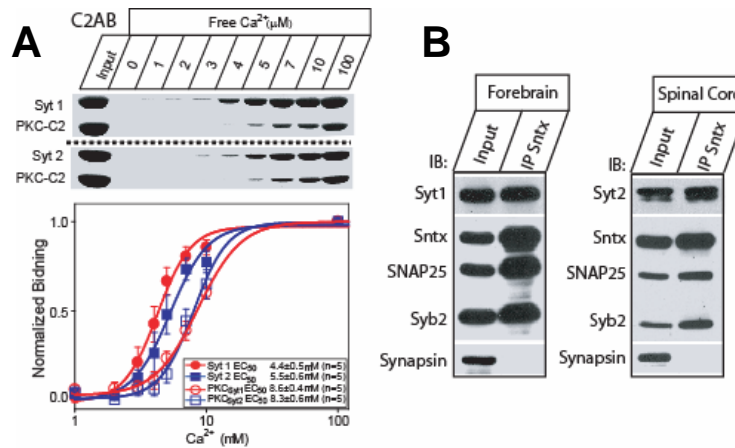 A
C2AB
Free Ca²⁺(μM)
Input 0 1 2 3 4 5 7 10 100
Syt 1
PKC-C2
Syt 2
PKC-C2
Normalized Bidning
1.0
0.5
0.0
1 10 100
Ca²⁺ (mM)
Syt 1 EC50 4.4±0.5mM (n=5)
Syt 2 EC50 5.5±0.6mM (n=5)
PKCSyt1 EC50 8.6±0.4mM (n=5)
PKCSyt2 EC50 8.3±0.6mM (n=5)
B
Forebrain
IB: Input IP Sntx
Syt1
Sntx
SNAP25
Syb2
Synapsin
Spinal Cord
IB: Input IP Sntx
Syt2
Sntx
SNAP25
Syb2
Synapsin